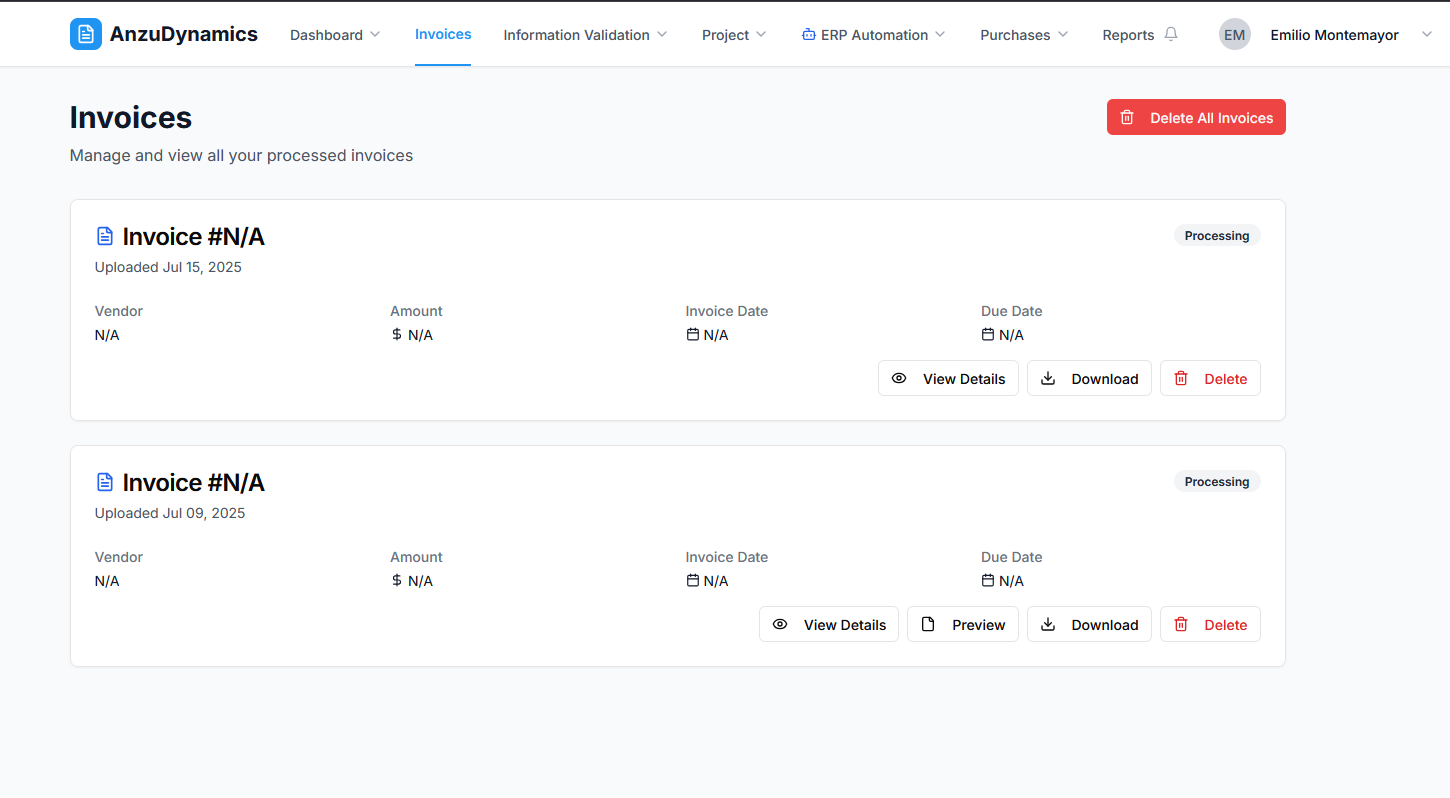 AnzuDynamics Dashboard Invoices Information Validation Project ERP Automation Purchases Reports EM Emilio Montemayor
Invoices
Delete All Invoices
Manage and view all your processed invoices
Invoice #N/A
Processing
Uploaded Jul 15, 2025
Vendor Amount Invoice Date Due Date
N/A $ N/A N/A N/A
View Details Download Delete
Invoice #N/A
Processing
Uploaded Jul 09, 2025
Vendor Amount Invoice Date Due Date
N/A $ N/A N/A N/A
View Details Preview Download Delete